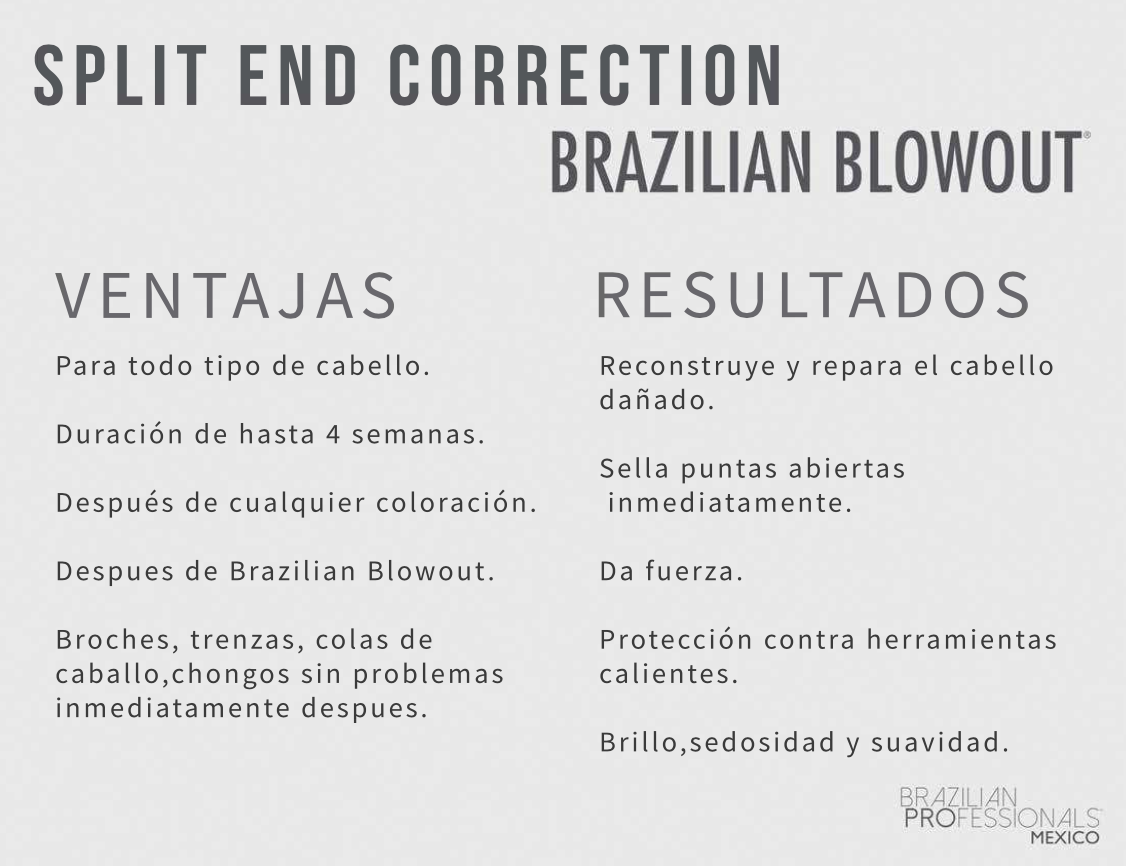 SPLIT END CORRECTION
BRAZILIAN BLOWOUT®
VENTAJAS
Para todo tipo de cabello.
Duración de hasta 4 semanas.
Después de cualquier coloración.
Despues de Brazilian Blowout.
Broches, trenzas, colas de
caballo,chongos sin problemas
inmediatamente despues.
RESULTADOS
Reconstruye y repara el cabello
dañado.
Sella puntas abiertas
inmediatamente.
Da fuerza.
Protección contra herramientas
calientes.
Brillo,sedosidad y suavidad.
BRAZILIAN
PROFESSIONALS
MEXICO